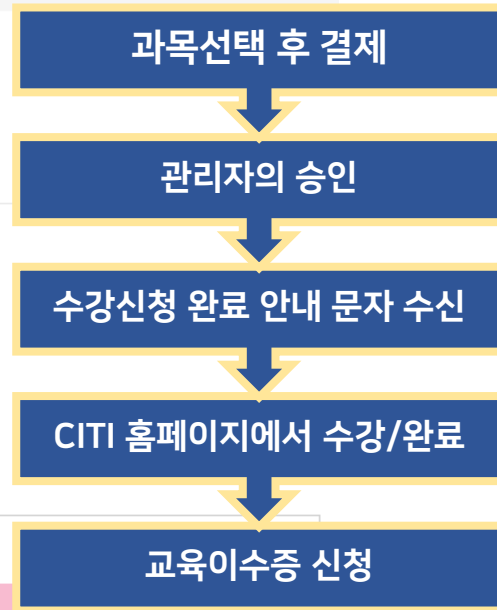 과목선택 후 결제
관리자의 승인
수강신청 완료 안내 문자 수신
CITI 홈페이지에서 수강/완료
교육이수증 신청